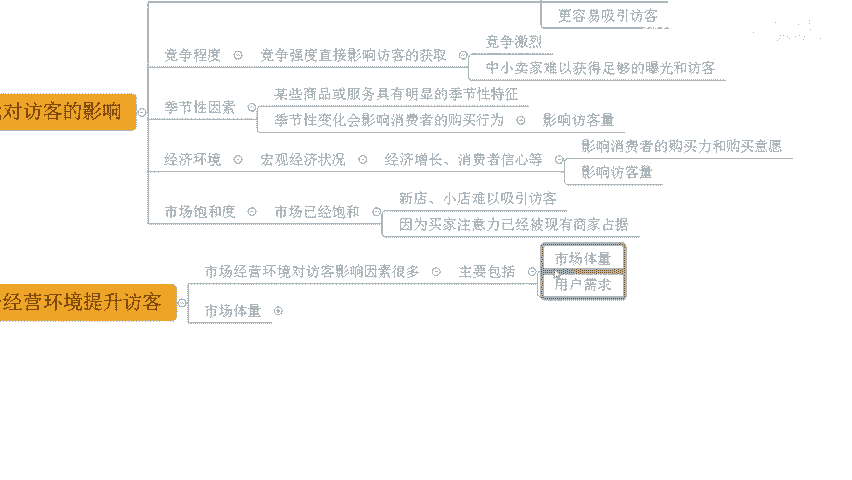 更容易吸引访客
竞争程度
竞争强度直接影响访客的获取
竞争激烈
中小卖家难以获得足够的曝光和访客
对访客的影响
季节性因素
某些商品或服务具有明显的季节性特征
季节性变化会影响消费者的购买行为
影响访客量
经济环境
宏观经济状况
经济增长、消费者信心等
影响消费者的购买力和购买意愿
影响访客量
市场饱和度
市场已经饱和
新店、小店难以吸引访客
因为买家注意力已经被现有商家占据
经营环境提升访客
市场经营环境对访客影响因素很多
主要包括
市场体量
用户需求
市场体量